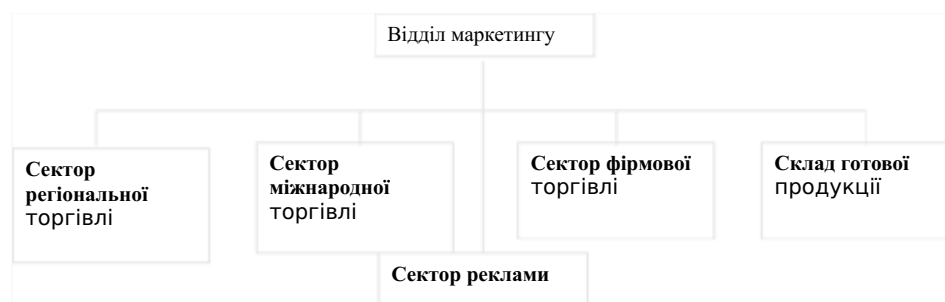 Відділ маркетингу
Сектор
регіональної
торгівлі
Сектор
міжнародної
торгівлі
Сектор фірмової
торгівлі
Склад готової
продукції
Сектор реклами